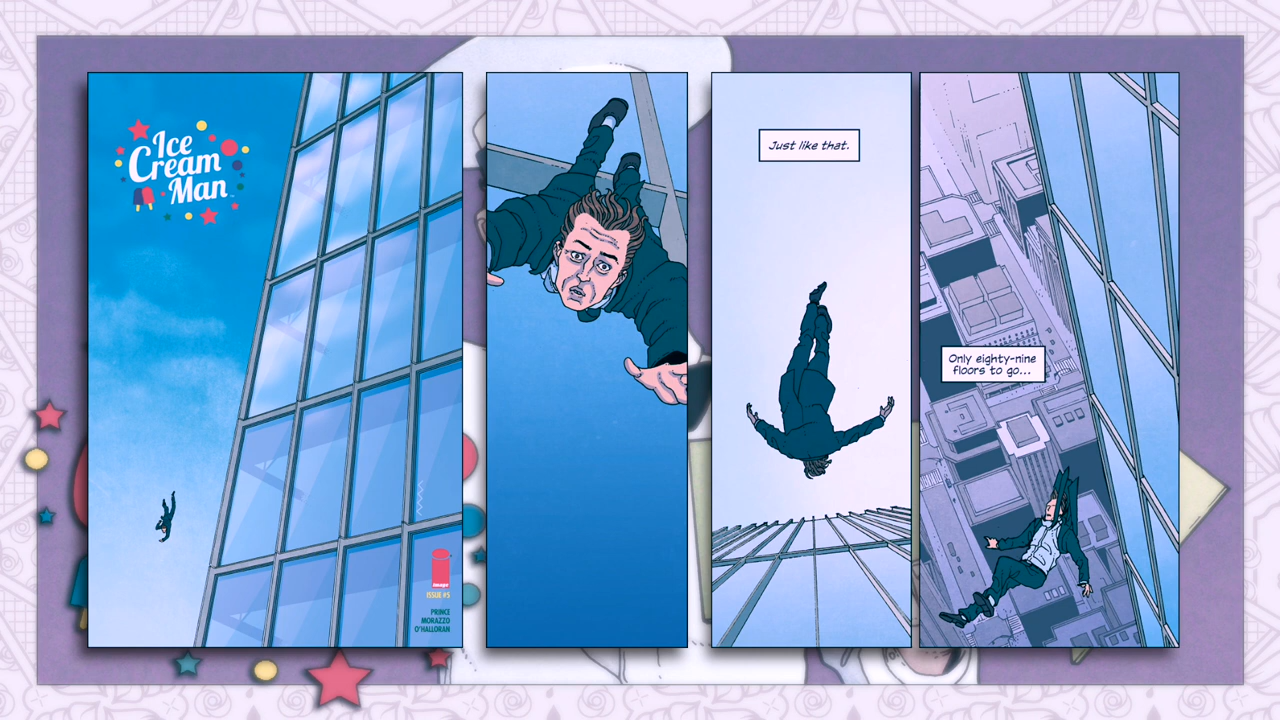 Ice
Cream
Man
Image
ISSUE #5
PRINCE
MORAZZO
O'HALLORAN
Just like that.
Only eighty-nine
floors to go...